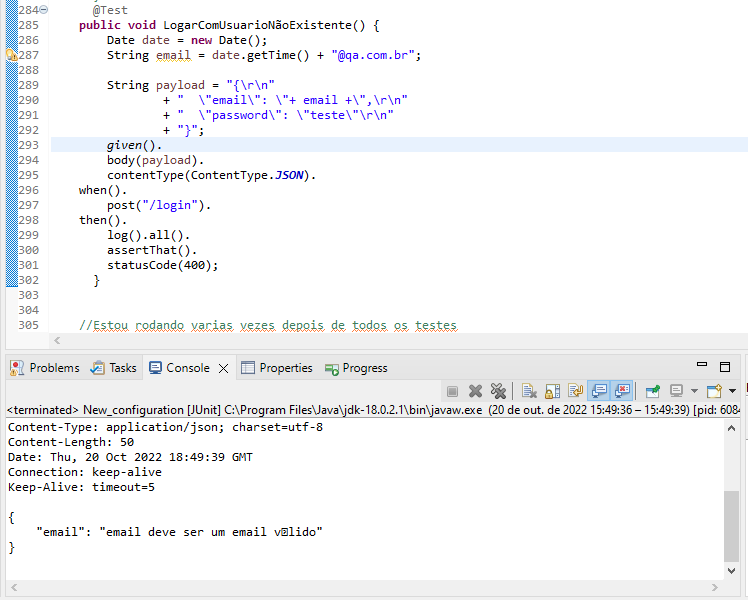 284 @Test
285 public void LogarComUsuarioNãoExistente() {
286 Date date = new Date();
287 String email = date.getTime() + "@qa.com.br";
288
289 String payload = "{\r\n"
290 + "  \"email\": \"+ email +\",\r\n"
291 + "  \"password\": \"teste\"\r\n"
292 + "}";
293 given().
294 body(payload).
295 contentType(ContentType.JSON).
296 when().
297 post("/login").
298 then().
299 log().all().
300 assertThat().
301 statusCode(400);
302 }
303
304
305 //Estou rodando varias vezes depois de todos os testes
Problems Tasks Console Properties Progress
<terminated> New_configuration [JUnit] C:\Program Files\Java\jdk-18.0.2.1\bin\javaw.exe (20 de out. de 2022 15:49:36 – 15:49:39) [pid: 6084
Content-Type: application/json; charset=utf-8
Content-Length: 50
Date: Thu, 20 Oct 2022 18:49:39 GMT
Connection: keep-alive
Keep-Alive: timeout=5
{
"email": "email deve ser um email v�lido"
}